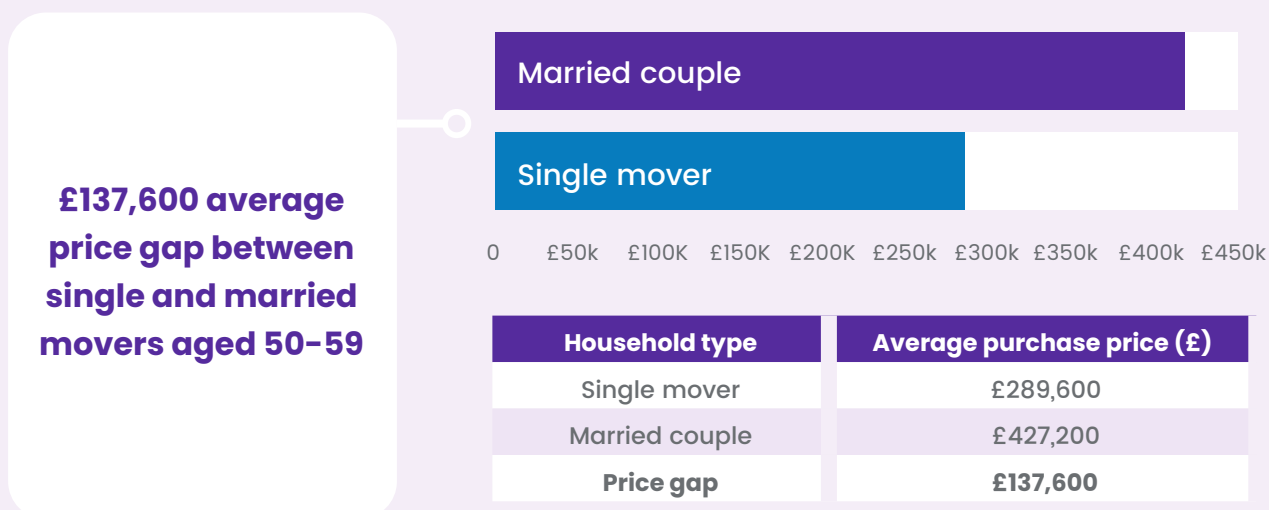 £137,600 average
price gap between
single and married
movers aged 50-59
Married couple
Single mover
0 £50k £100K £150K £200K £250k £300k £350k £400k £450k
Household type Average purchase price (£)
Single mover £289,600
Married couple £427,200
Price gap £137,600